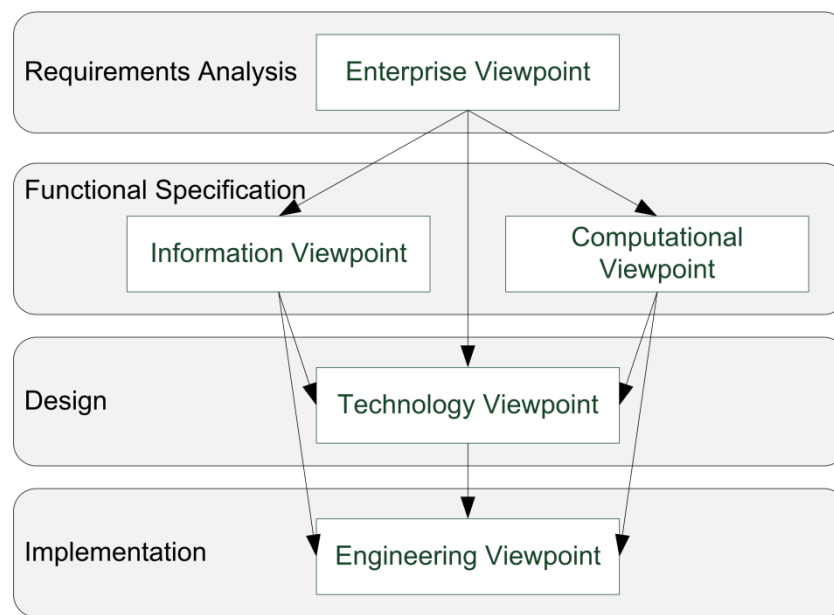 Requirements Analysis
Enterprise Viewpoint
Functional Specification
Information Viewpoint
Computational
Viewpoint
Design
Technology Viewpoint
Implementation
Engineering Viewpoint